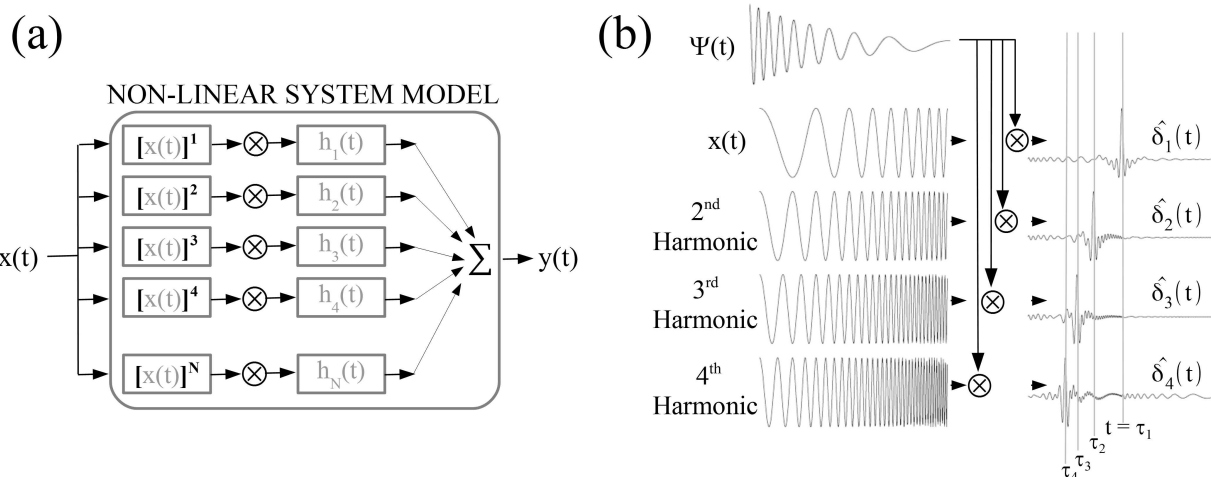 (a)
NON-LINEAR SYSTEM MODEL
x(t)
[x(t)]¹ ⊗ h₁(t)
[x(t)]² ⊗ h₂(t)
[x(t)]³ ⊗ h₃(t)
[x(t)]⁴ ⊗ h₄(t)
[x(t)]ᴺ ⊗ h_N(t)
Σ
y(t)
(b)
Ψ(t)
x(t)
2ⁿᵈ
Harmonic
3ʳᵈ
Harmonic
4ᵗʰ
Harmonic
δ̂₁(t)
δ̂₂(t)
δ̂₃(t)
δ̂₄(t)
t = τ₁
τ₂
τ₃
τ₄